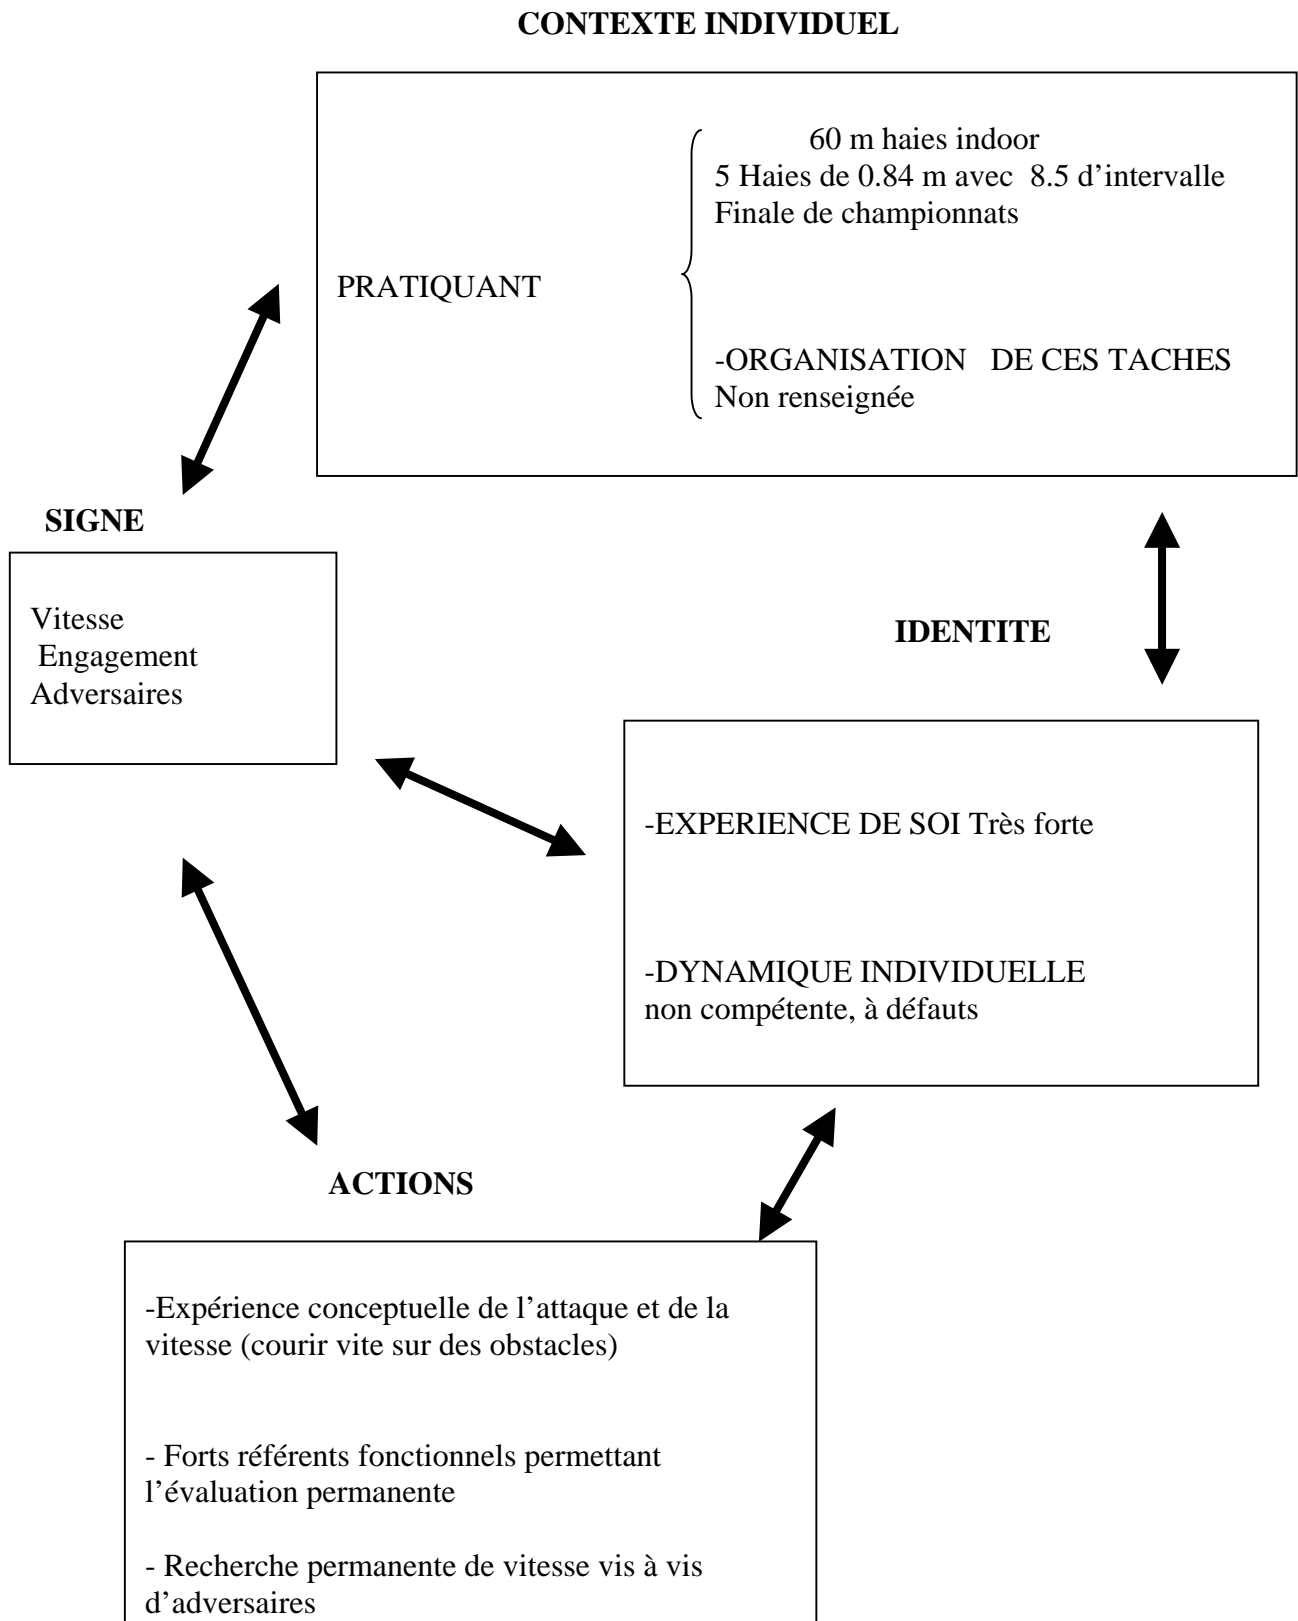 CONTEXTE INDIVIDUEL
60 m haies indoor
5 Haies de 0.84 m avec 8.5 d’intervalle
Finale de championnats
PRATIQUANT
-ORGANISATION DE CES TACHES
Non renseignée
SIGNE
Vitesse
Engagement
Adversaires
IDENTITE
-EXPERIENCE DE SOI Très forte
-DYNAMIQUE INDIVIDUELLE
non compétente, à défauts
ACTIONS
-Expérience conceptuelle de l’attaque et de la
vitesse (courir vite sur des obstacles)
- Forts référents fonctionnels permettant
l’évaluation permanente
- Recherche permanente de vitesse vis à vis
d’adversaires